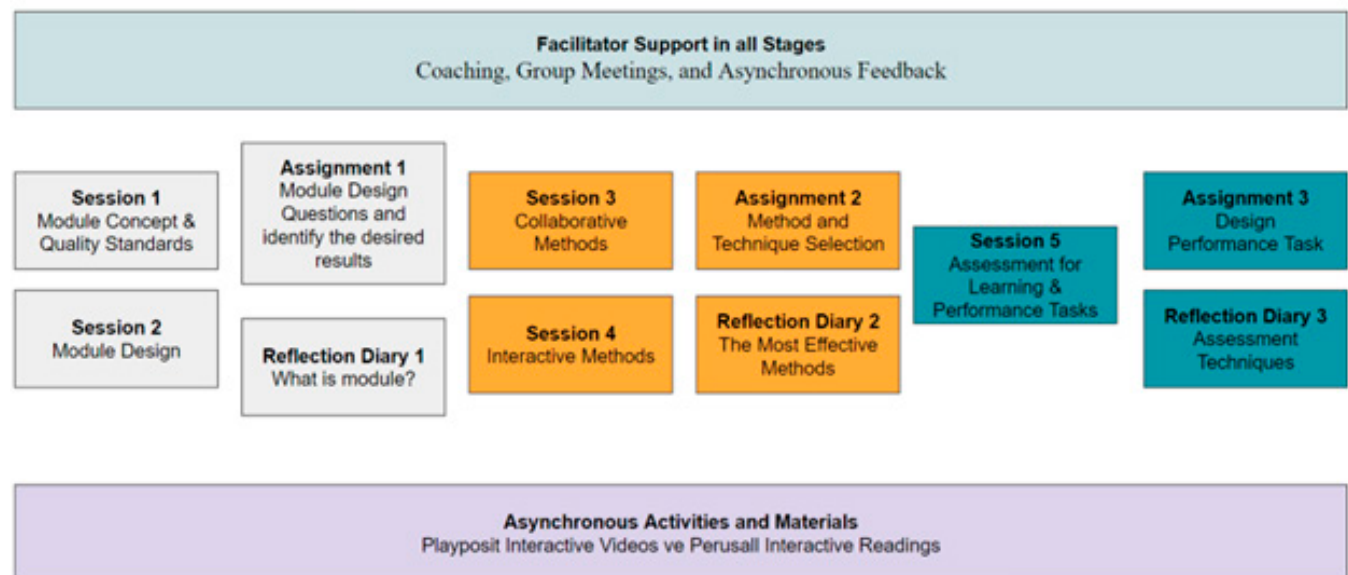 Facilitator Support in all Stages
Coaching, Group Meetings, and Asynchronous Feedback
Session 1
Module Concept &
Quality Standards
Session 2
Module Design
Assignment 1
Module Design
Questions and
identify the desired
results
Reflection Diary 1
What is module?
Session 3
Collaborative
Methods
Session 4
Interactive Methods
Assignment 2
Method and
Technique Selection
Reflection Diary 2
The Most Effective
Methods
Session 5
Assessment for
Learning &
Performance Tasks
Assignment 3
Design
Performance Task
Reflection Diary 3
Assessment
Techniques
Asynchronous Activities and Materials
Playposit Interactive Videos ve Perusall Interactive Readings